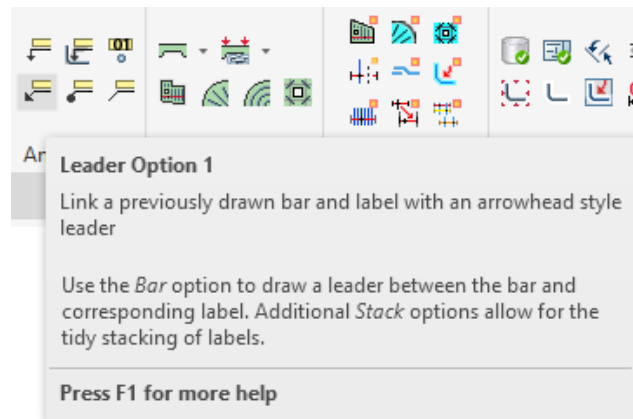 01
Ar
Leader Option 1
Link a previously drawn bar and label with an arrowhead style
leader
Use the Bar option to draw a leader between the bar and
corresponding label. Additional Stack options allow for the
tidy stacking of labels.
Press F1 for more help